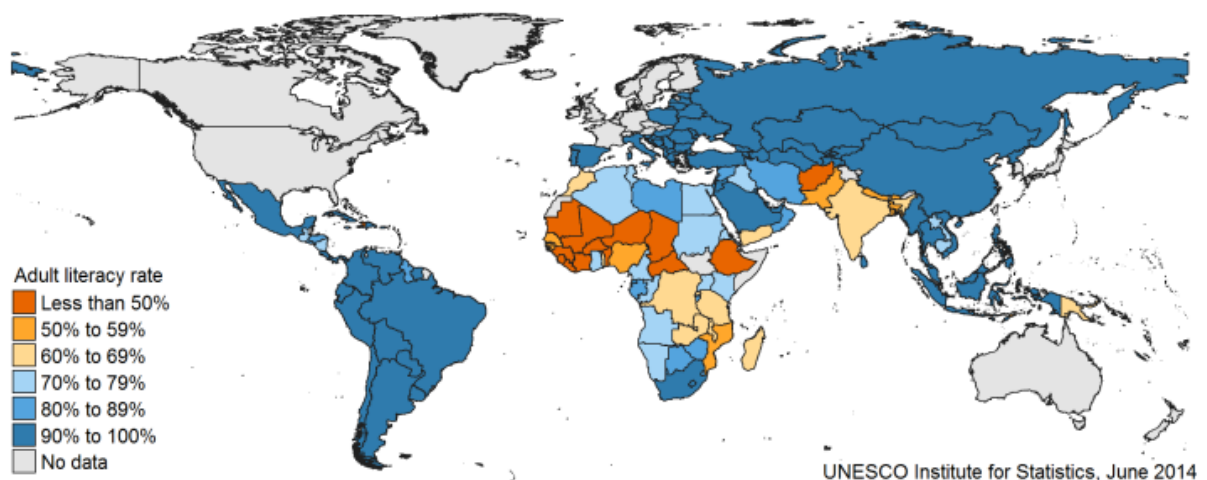 Adult literacy rate
Less than 50%
50% to 59%
60% to 69%
70% to 79%
80% to 89%
90% to 100%
No data
UNESCO Institute for Statistics, June 2014